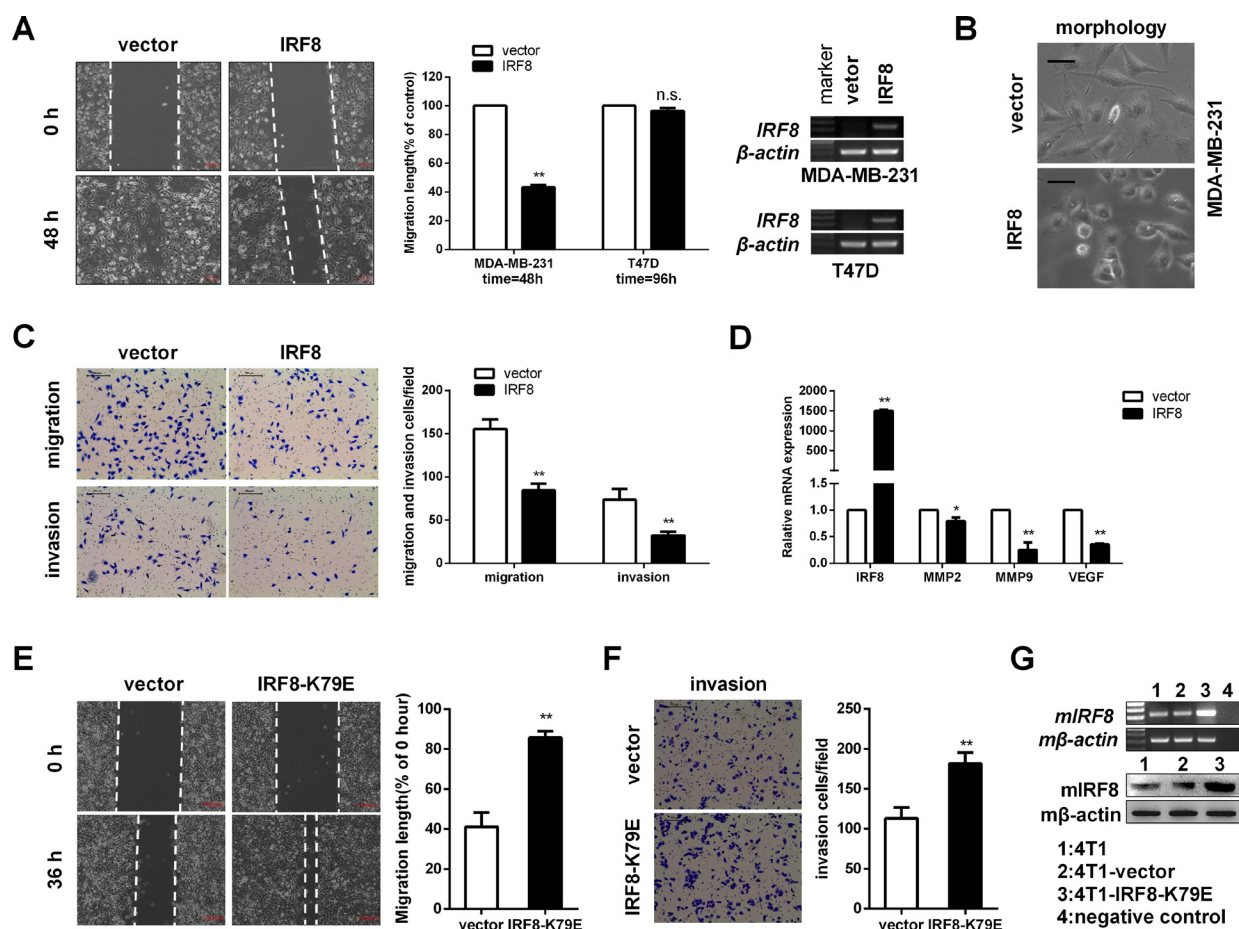 A
vector
IRF8
0 h
48 h
vector
IRF8
Migration length(% of control)
120
100
80
60
40
20
0
**
n.s.
MDA-MB-231
time=48h
T47D
time=96h
marker
vetor
IRF8
IRF8
β-actin
MDA-MB-231
IRF8
β-actin
T47D
B
morphology
vector
IRF8
MDA-MB-231
C
vector
IRF8
migration
invasion
vector
IRF8
migration and invasion cells/field
200
150
100
50
0
**
**
migration
invasion
D
vector
IRF8
Ralative mRNA expression
2000
1500
1000
500
1.5
1.0
0.5
0.0
**
*
**
**
IRF8
MMP2
MMP9
VEGF
E
vector
IRF8-K79E
0 h
36 h
Migration length(% of 0 hour)
100
80
60
40
20
0
**
vector IRF8-K79E
F
invasion
vector
IRF8-K79E
invasion cells/field
250
200
150
100
50
0
**
vector IRF8-K79E
G
1 2 3 4
mIRF8
mβ-actin
1 2 3
mIRF8
mβ-actin
1:4T1
2:4T1-vector
3:4T1-IRF8-K79E
4:negative control